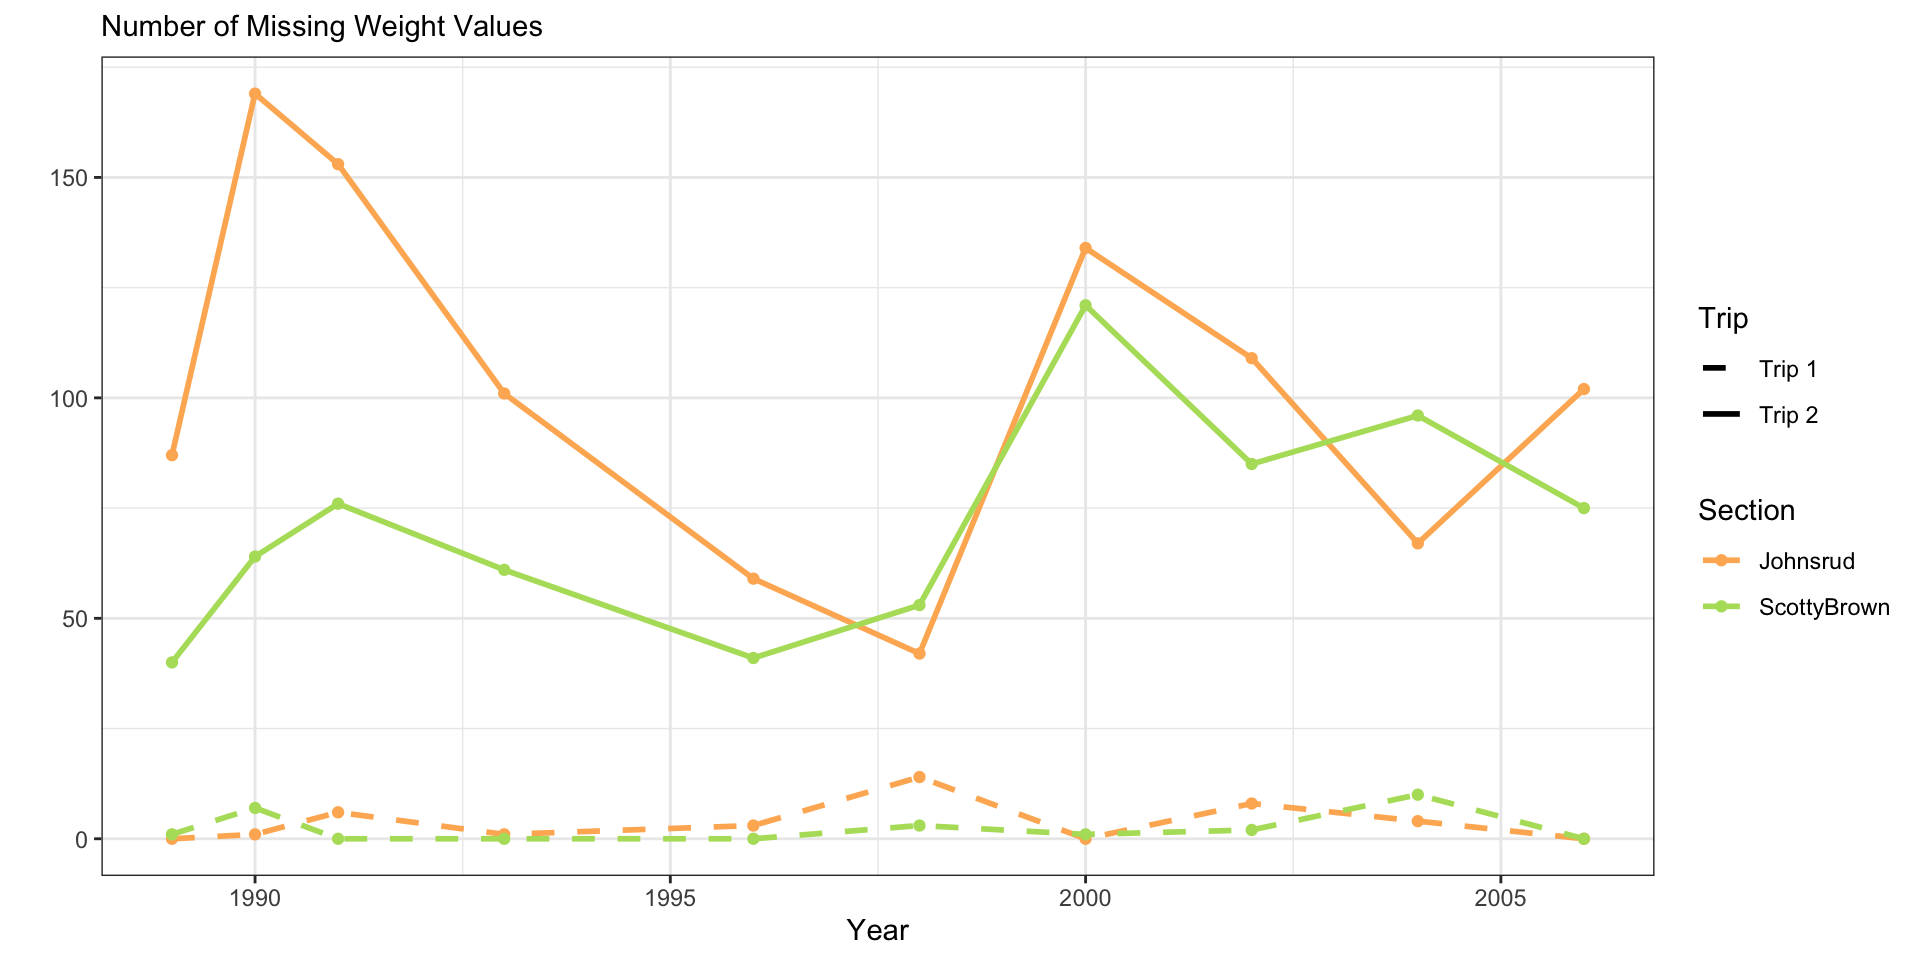 Number of Missing Weight Values
150
100
50
0
1990
1995
2000
2005
Year
Trip
Trip 1
Trip 2
Section
Johnsrud
ScottyBrown